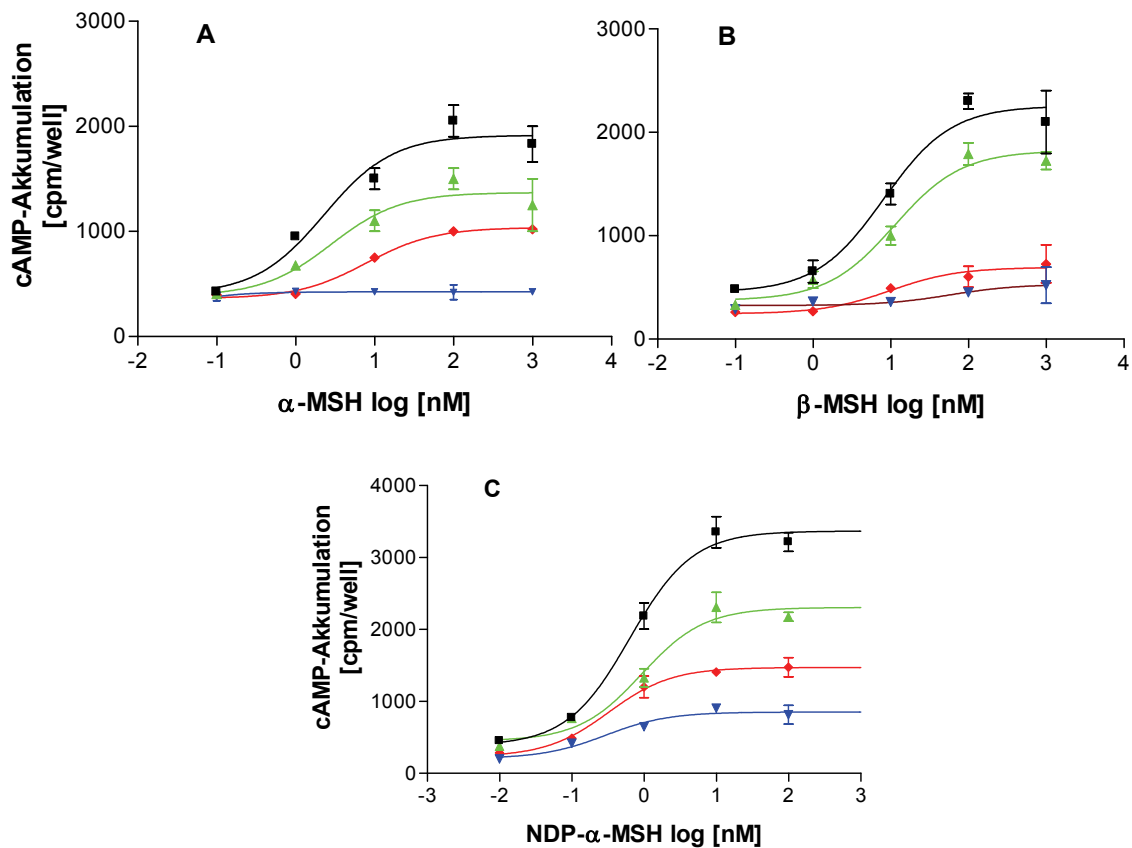 A
cAMP-Akkumulation
[cpm/well]
3000
2000
1000
0
-2 -1 0 1 2 3 4
α-MSH log [nM]
B
3000
2000
1000
0
-2 -1 0 1 2 3 4
β-MSH log [nM]
C
cAMP-Akkumulation
[cpm/well]
4000
3000
2000
1000
0
-3 -2 -1 0 1 2 3
NDP-α-MSH log [nM]